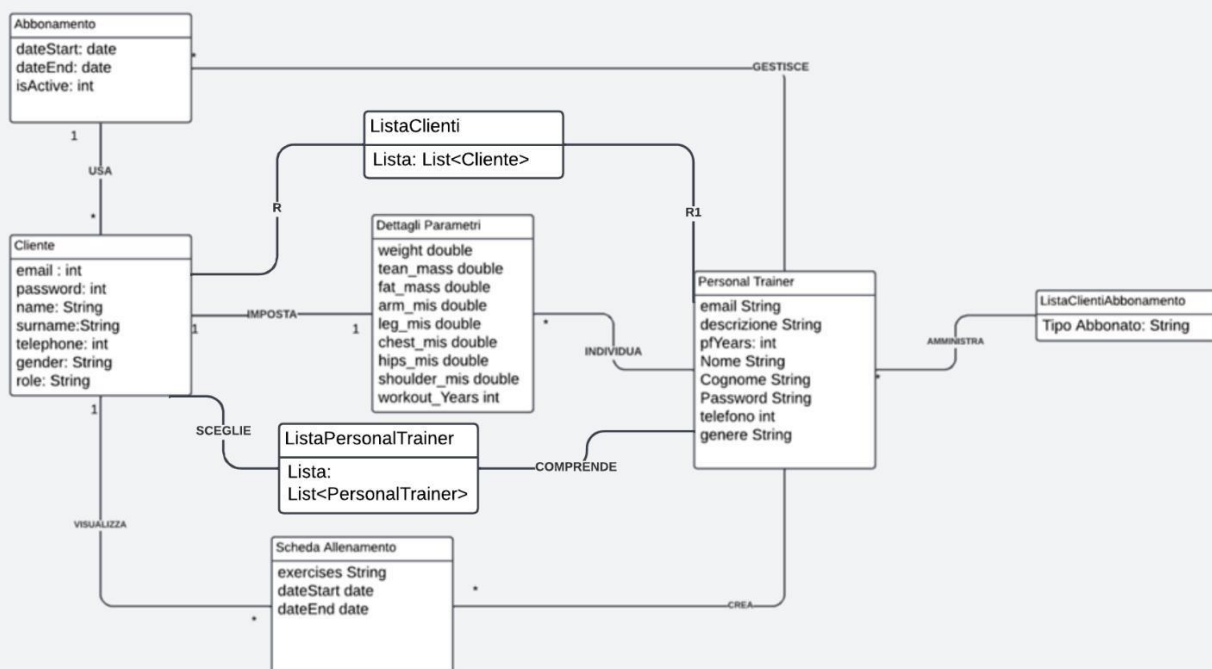 Abbonamento
dateStart: date
dateEnd: date
isActive: int
*
GESTISCE
1
USA
*
ListaClienti
Lista: List<Cliente>
R
R1
Cliente
email : int
password: int
name: String
surname:String
telephone: int
gender: String
role: String
1
IMPOSTA
1
Dettagli Parametri
weight double
tean_mass double
fat_mass double
arm_mis double
leg_mis double
chest_mis double
hips_mis double
shoulder_mis double
workout_Years int
*
INDIVIDUA
Personal Trainer
email String
descrizione String
pfYears: int
Nome String
Cognome String
Password String
telefono int
genere String
*
AMMINISTRA
ListaClientiAbbonamento
Tipo Abbonato: String
1
SCEGLIE
ListaPersonalTrainer
Lista:
List<PersonalTrainer>
COMPRENDE
VISUALIZZA
*
Scheda Allenamento
exercises String
dateStart date
dateEnd date
*
CREA